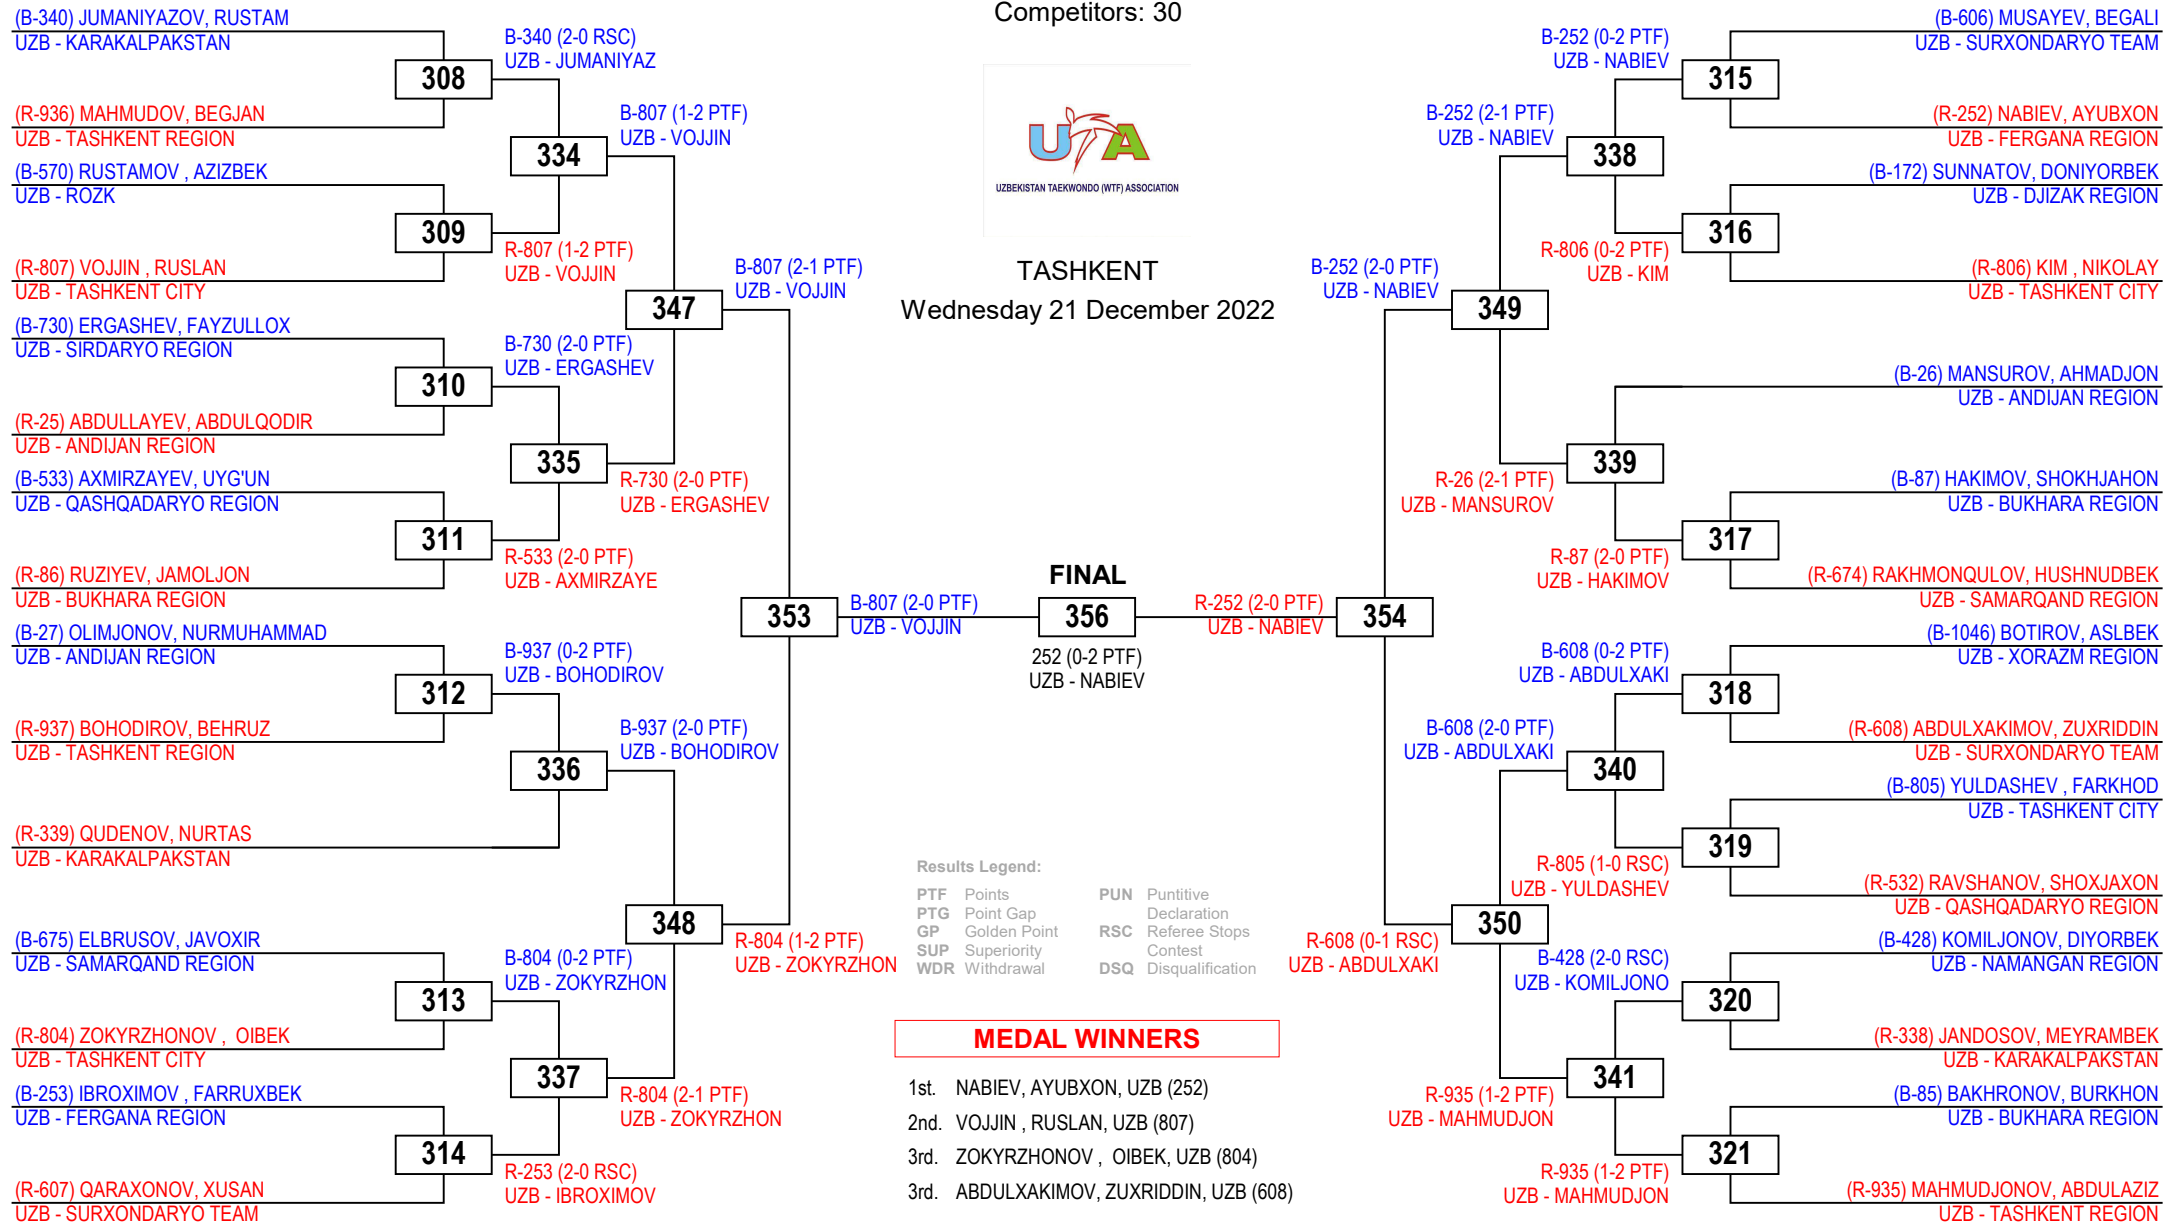 Competitors: 30
UTA
UZBEKISTAN TAEKWONDO (WTF) ASSOCIATION
TASHKENT
Wednesday 21 December 2022
(B-340) JUMANIYAZOV, RUSTAM
UZB - KARAKALPAKSTAN
308
(R-936) MAHMUDOV, BEGJAN
UZB - TASHKENT REGION
(B-570) RUSTAMOV , AZIZBEK
UZB - ROZK
309
(R-807) VOJJIN , RUSLAN
UZB - TASHKENT CITY
(B-730) ERGASHEV, FAYZULLOX
UZB - SIRDARYO REGION
310
(R-25) ABDULLAYEV, ABDULQODIR
UZB - ANDIJAN REGION
(B-533) AXMIRZAYEV, UYG'UN
UZB - QASHQADARYO REGION
311
(R-86) RUZIYEV, JAMOLJON
UZB - BUKHARA REGION
(B-27) OLIMJONOV, NURMUHAMMAD
UZB - ANDIJAN REGION
312
(R-937) BOHODIROV, BEHRUZ
UZB - TASHKENT REGION
(R-339) QUDENOV, NURTAS
UZB - KARAKALPAKSTAN
(B-675) ELBRUSOV, JAVOXIR
UZB - SAMARQAND REGION
313
(R-804) ZOKYRZHONOV , OIBEK
UZB - TASHKENT CITY
(B-253) IBROXIMOV , FARRUXBEK
UZB - FERGANA REGION
314
(R-607) QARAXONOV, XUSAN
UZB - SURXONDARYO TEAM
B-340 (2-0 RSC)
UZB - JUMANIYAZ
334
R-807 (1-2 PTF)
UZB - VOJJIN
B-730 (2-0 PTF)
UZB - ERGASHEV
335
R-533 (2-0 PTF)
UZB - AXMIRZAYE
B-937 (0-2 PTF)
UZB - BOHODIROV
336
B-804 (0-2 PTF)
UZB - ZOKYRZHON
337
R-253 (2-0 RSC)
UZB - IBROXIMOV
B-807 (1-2 PTF)
UZB - VOJJIN
347
R-730 (2-0 PTF)
UZB - ERGASHEV
B-937 (2-0 PTF)
UZB - BOHODIROV
348
R-804 (2-1 PTF)
UZB - ZOKYRZHON
B-807 (2-1 PTF)
UZB - VOJJIN
353
R-804 (1-2 PTF)
UZB - ZOKYRZHON
B-807 (2-0 PTF)
UZB - VOJJIN
FINAL
356
252 (0-2 PTF)
UZB - NABIEV
R-252 (2-0 PTF)
UZB - NABIEV
B-252 (2-0 PTF)
UZB - NABIEV
354
R-608 (0-1 RSC)
UZB - ABDULXAKI
B-252 (2-1 PTF)
UZB - NABIEV
349
R-26 (2-1 PTF)
UZB - MANSUROV
B-608 (2-0 PTF)
UZB - ABDULXAKI
350
R-935 (1-2 PTF)
UZB - MAHMUDJON
B-252 (0-2 PTF)
UZB - NABIEV
338
R-806 (0-2 PTF)
UZB - KIM
339
R-87 (2-0 PTF)
UZB - HAKIMOV
B-608 (0-2 PTF)
UZB - ABDULXAKI
340
R-805 (1-0 RSC)
UZB - YULDASHEV
B-428 (2-0 RSC)
UZB - KOMILJONO
341
R-935 (1-2 PTF)
UZB - MAHMUDJON
(B-606) MUSAYEV, BEGALI
UZB - SURXONDARYO TEAM
315
(R-252) NABIEV, AYUBXON
UZB - FERGANA REGION
(B-172) SUNNATOV, DONIYORBEK
UZB - DJIZAK REGION
316
(R-806) KIM , NIKOLAY
UZB - TASHKENT CITY
(B-26) MANSUROV, AHMADJON
UZB - ANDIJAN REGION
(B-87) HAKIMOV, SHOKHJAHON
UZB - BUKHARA REGION
317
(R-674) RAKHMONQULOV, HUSHNUDBEK
UZB - SAMARQAND REGION
(B-1046) BOTIROV, ASLBEK
UZB - XORAZM REGION
318
(R-608) ABDULXAKIMOV, ZUXRIDDIN
UZB - SURXONDARYO TEAM
(B-805) YULDASHEV , FARKHOD
UZB - TASHKENT CITY
319
(R-532) RAVSHANOV, SHOXJAXON
UZB - QASHQADARYO REGION
(B-428) KOMILJONOV, DIYORBEK
UZB - NAMANGAN REGION
320
(R-338) JANDOSOV, MEYRAMBEK
UZB - KARAKALPAKSTAN
(B-85) BAKHRONOV, BURKHON
UZB - BUKHARA REGION
321
(R-935) MAHMUDJONOV, ABDULAZIZ
UZB - TASHKENT REGION
Results Legend:
PTF Points
PTG Point Gap
GP Golden Point
SUP Superiority
WDR Withdrawal
PUN Puntitive
Declaration
RSC Referee Stops
Contest
DSQ Disqualification
MEDAL WINNERS
1st. NABIEV, AYUBXON, UZB (252)
2nd. VOJJIN , RUSLAN, UZB (807)
3rd. ZOKYRZHONOV , OIBEK, UZB (804)
3rd. ABDULXAKIMOV, ZUXRIDDIN, UZB (608)